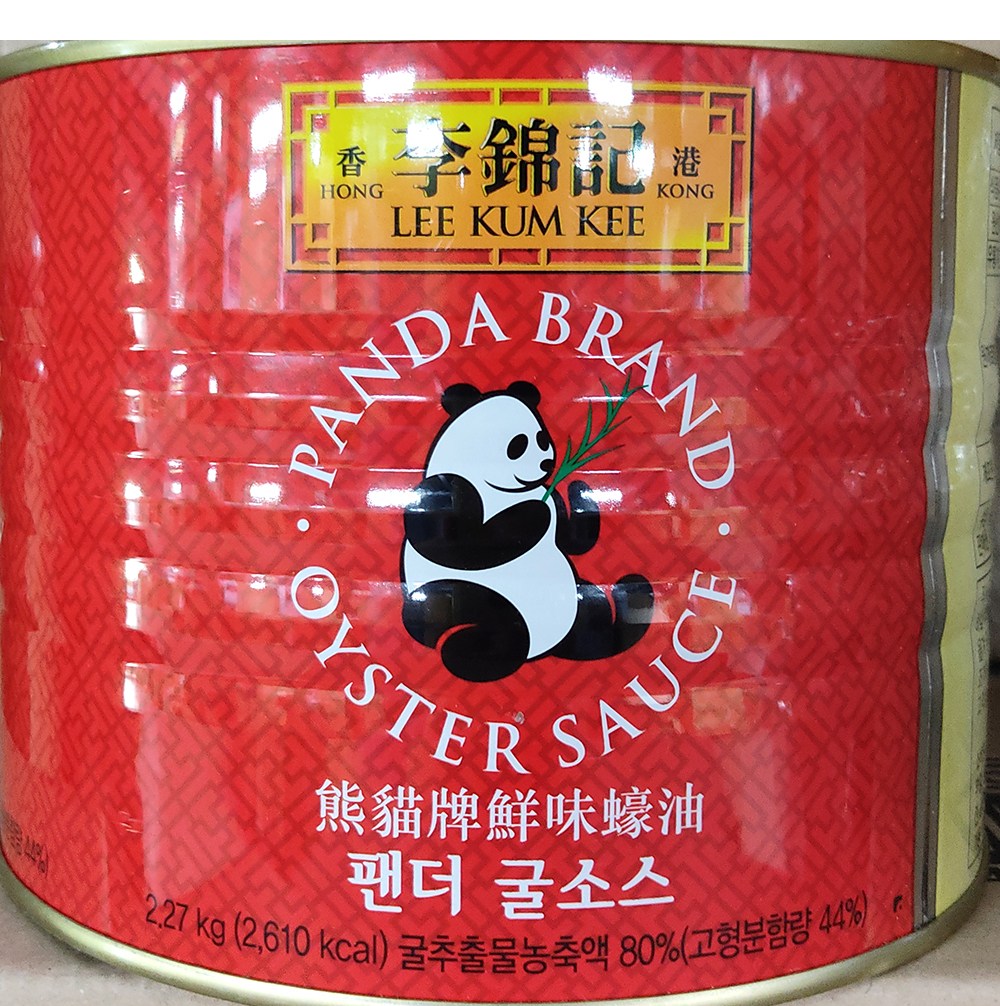 香 李錦記 港
HONG KONG
LEE KUM KEE
PANDA BRAND
OYSTER SAUCE
熊貓牌鮮味蠔油
팬더 굴소스
2.27 kg (2,610 kcal) 굴추출물농축액 80%(고형분함량 44%)
44%)